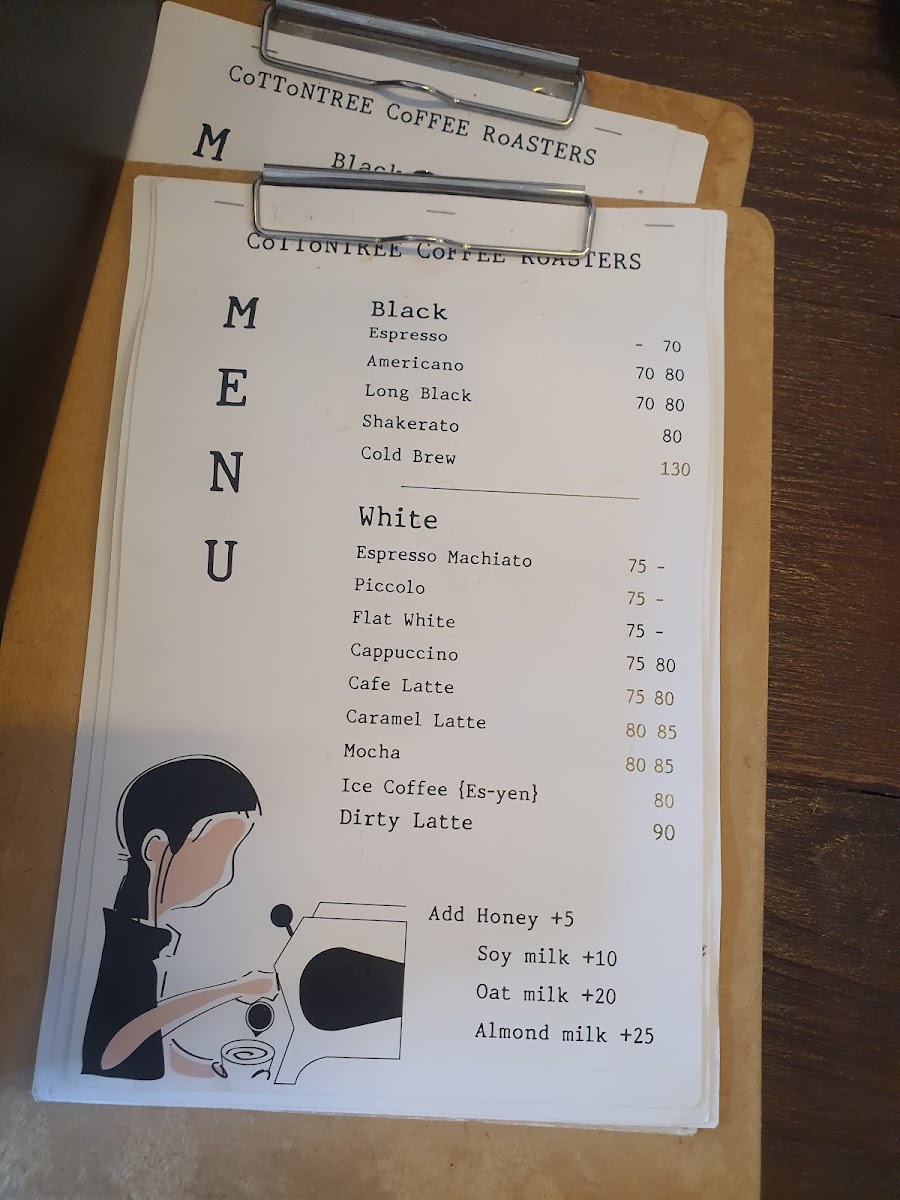 CoTToNTREE CoFFEE RoASTERS
M
Black
CoTToNTREE CoFFEE ROASTERS
MENU
Black
Espresso - 70
Americano 70 80
Long Black 70 80
Shakerato 80
Cold Brew 130
White
Espresso Machiato 75 -
Piccolo 75 -
Flat White 75 -
Cappuccino 75 80
Cafe Latte 75 80
Caramel Latte 80 85
Mocha 80 85
Ice Coffee {Es-yen} 80
Dirty Latte 90
Add Honey +5
Soy milk +10
Oat milk +20
Almond milk +25